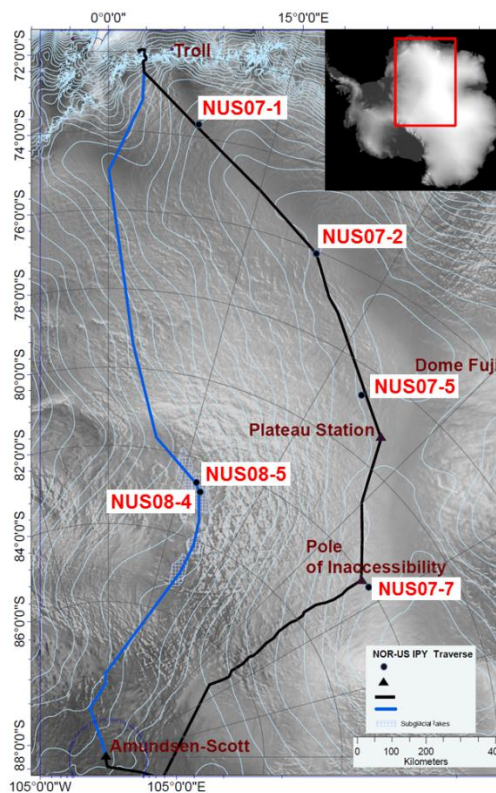 0°0'0"
15°0'0"E
72°0'0"S
74°0'0"S
76°0'0"S
78°0'0"S
80°0'0"S
82°0'0"S
84°0'0"S
86°0'0"S
88°0'0"S
Troll
NUS07-1
NUS07-2
Dome Fuji
NUS07-5
Plateau Station
NUS08-5
NUS08-4
Pole
of Inaccessibility
NUS07-7
NOR-US IPY Traverse
Subglacial lakes
0 50 100 200 300 40
Kilometers
Amundsen-Scott
105°0'0"W
105°0'0"E